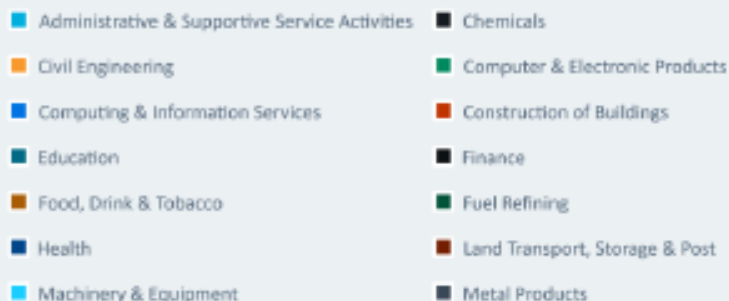 Administrative & Supportive Service Activities
Chemicals
Civil Engineering
Computer & Electronic Products
Computing & Information Services
Construction of Buildings
Education
Finance
Food, Drink & Tobacco
Fuel Refining
Health
Land Transport, Storage & Post
Machinery & Equipment
Metal Products